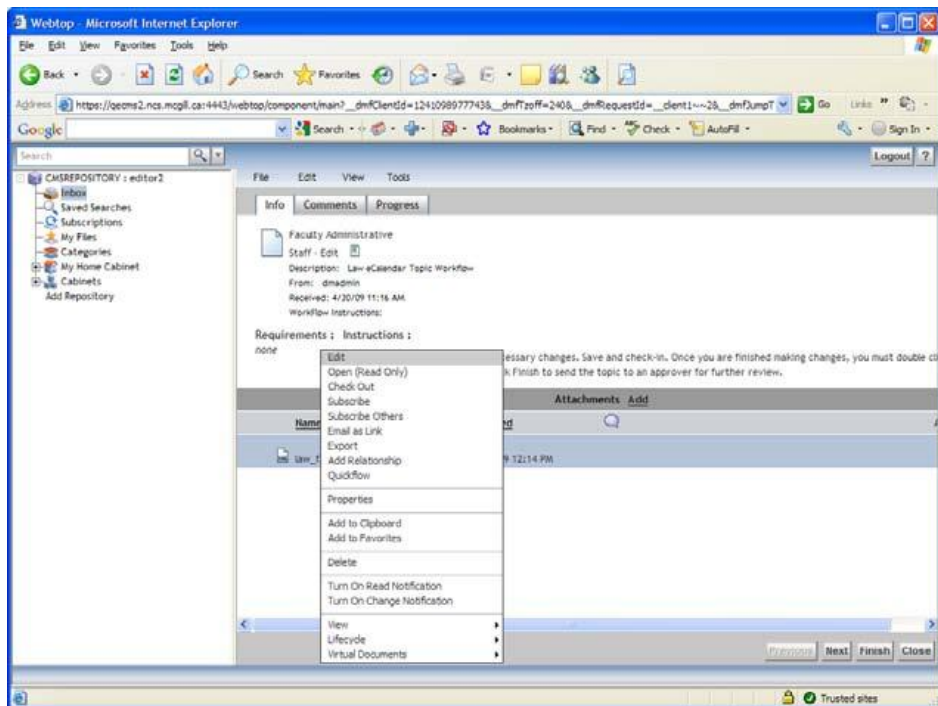 Webtop - Microsoft Internet Explorer
File Edit View Favorites Tools Help
Back Search Favorites
Address https://qecms2.ncs.mcgill.ca:4443/webtop/component/main?__dmfClientId=1241098977743&__dmfTzoff=240&__dmfRequestId=__client1~~2&__dmfJumpT Go Links »
Google Search Bookmarks Find Check AutoFill Sign In
Search Logout ?
CMSREPOSITORY : editor2
Inbox
Saved Searches
Subscriptions
My Files
Categories
My Home Cabinet
Cabinets
Add Repository
File Edit View Tools
Info Comments Progress
Faculty Administrative
Staff - Edit
Description: Law eCalendar Topic Workflow
From: dmadmin
Received: 4/20/09 11:16 AM
Workflow Instructions:
Requirements : Instructions :
none
essary changes. Save and check-in. Once you are finished making changes, you must double cli
k Finish to send the topic to an approver for further review.
Attachments Add
Name ed
law_f 9 12:14 PM
Edit
Open (Read Only)
Check Out
Subscribe
Subscribe Others
Email as Link
Export
Add Relationship
Quickflow
Properties
Add to Clipboard
Add to Favorites
Delete
Turn On Read Notification
Turn On Change Notification
View
Lifecycle
Virtual Documents
Previous Next Finish Close
Trusted sites